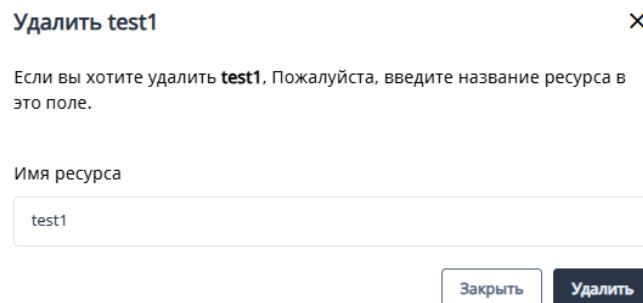 Удалить test1
Если вы хотите удалить test1, Пожалуйста, введите название ресурса в
это поле.
Имя ресурса
test1
Закрыть Удалить